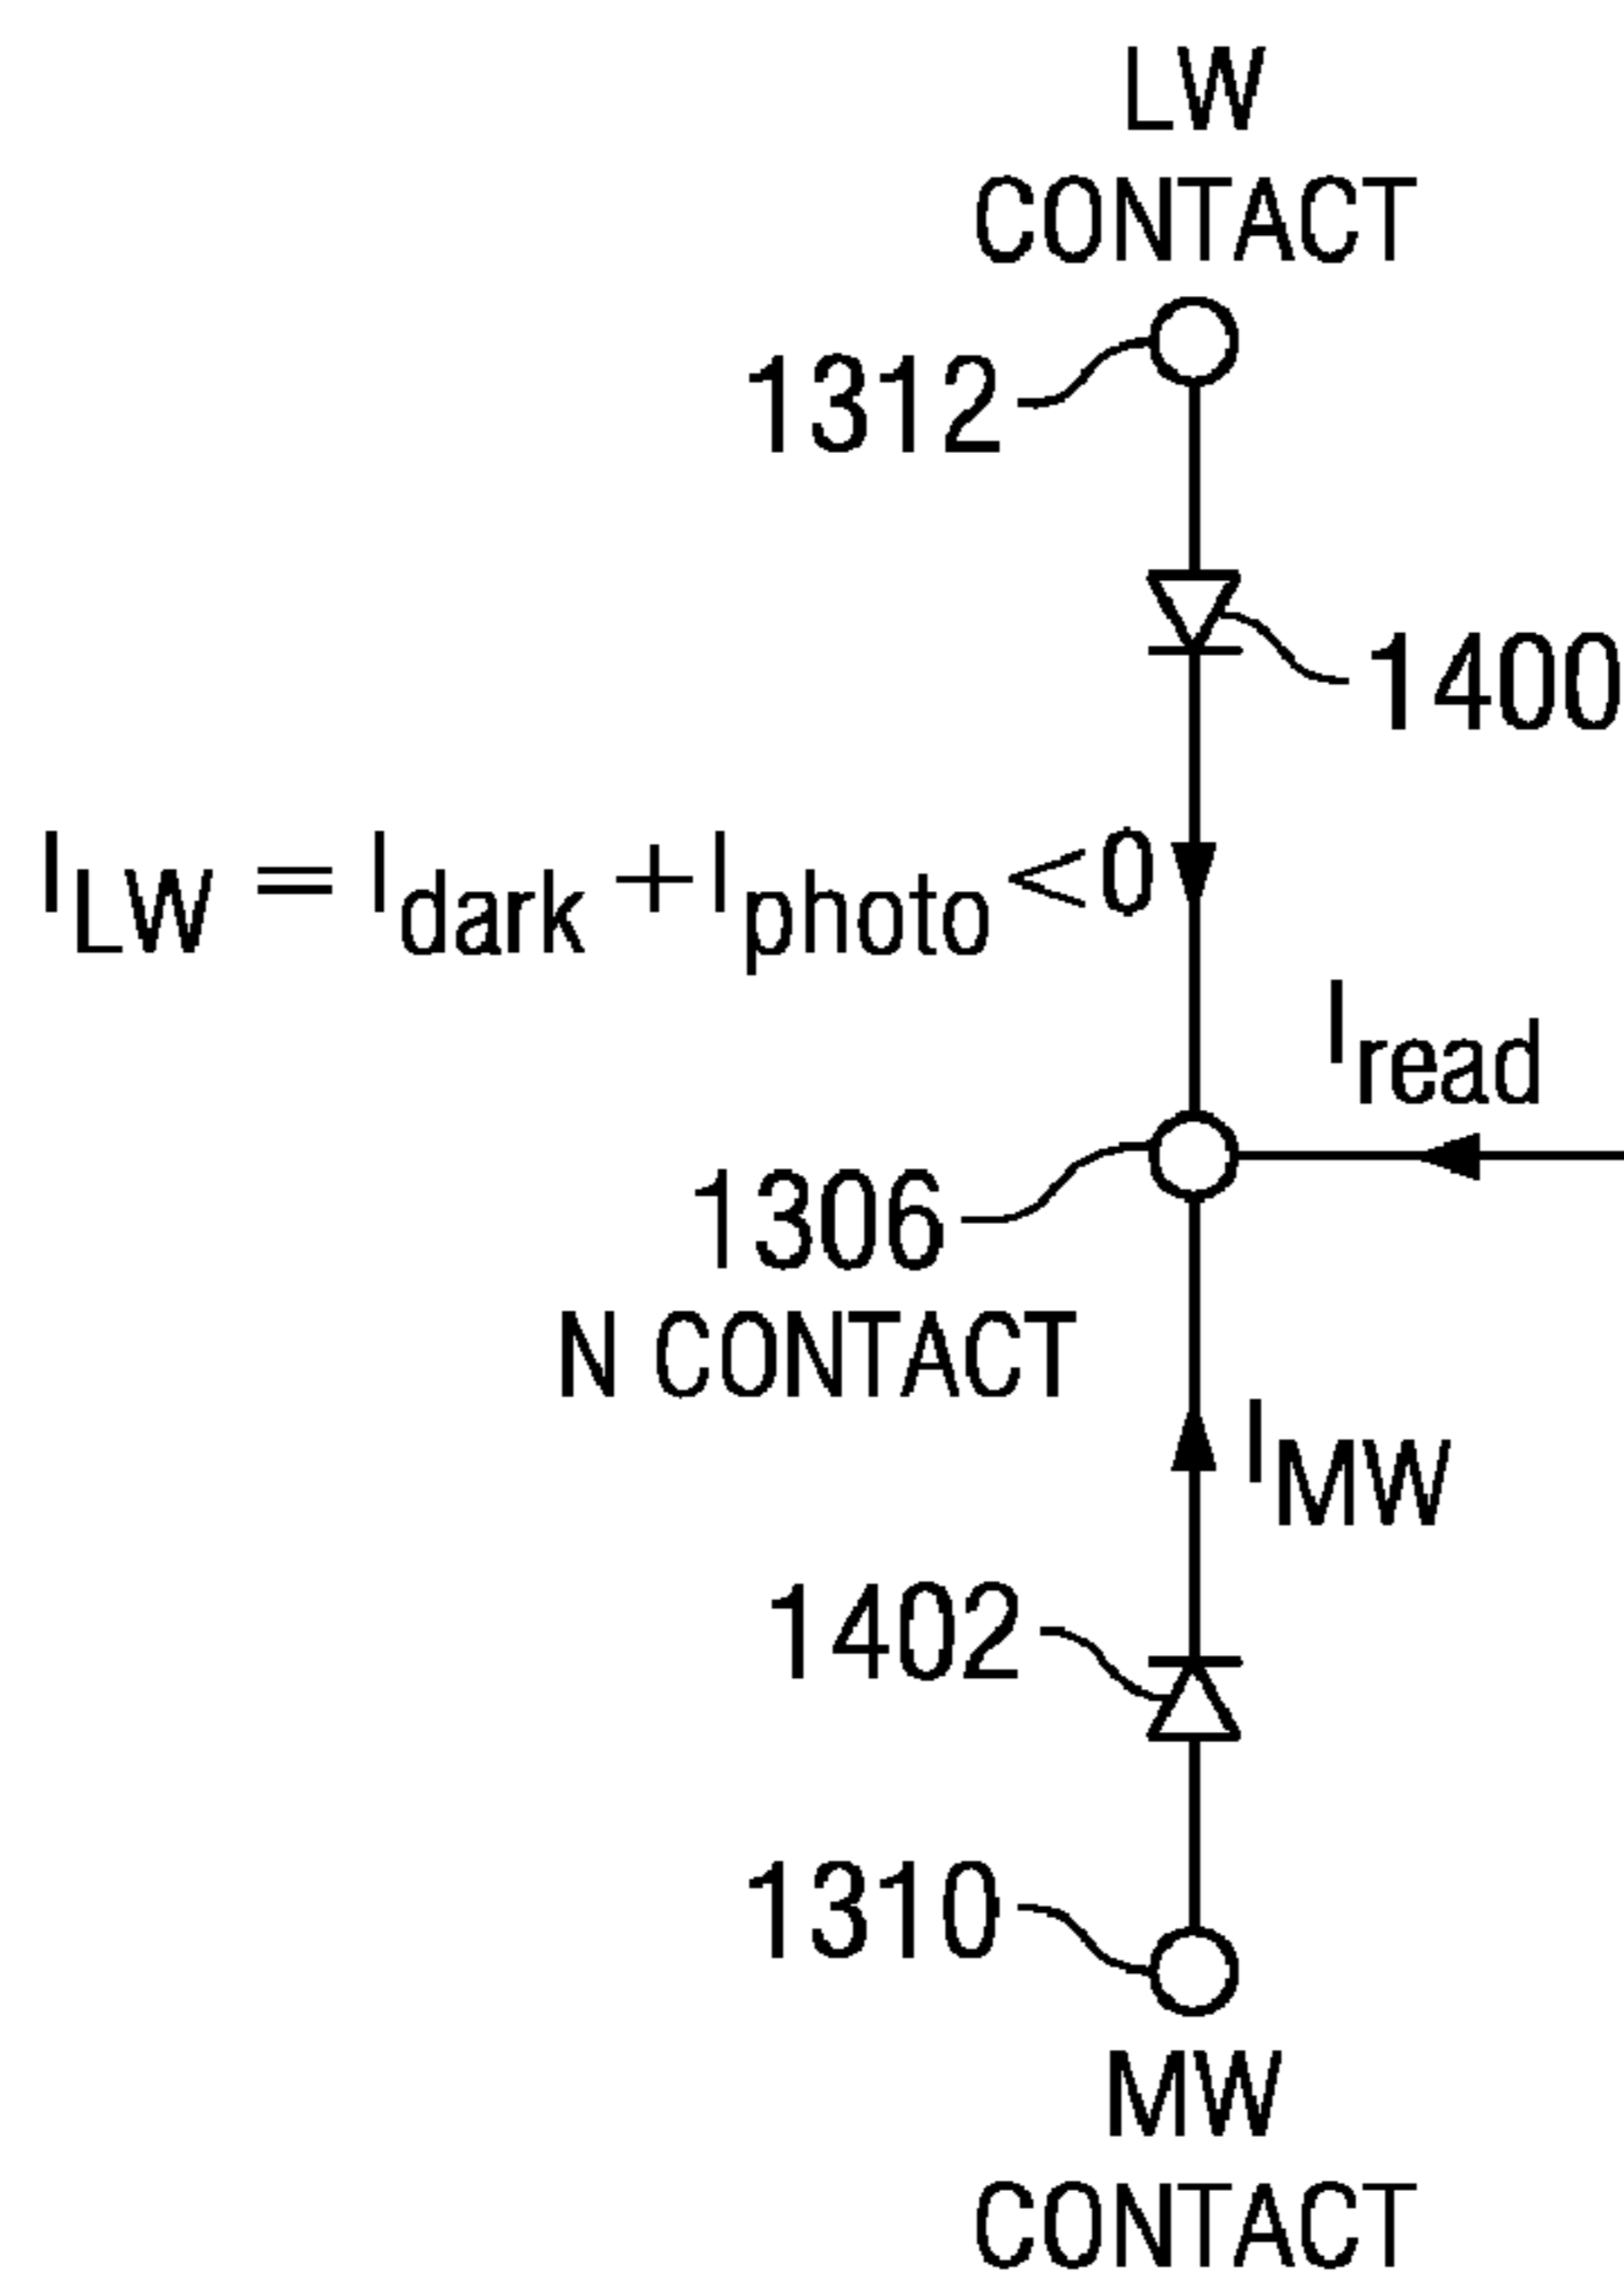 LW
CONTACT
1312
1400
I_LW = I_dark + I_photo < 0
I_read
1306
N CONTACT
I_MW
1402
1310
MW
CONTACT